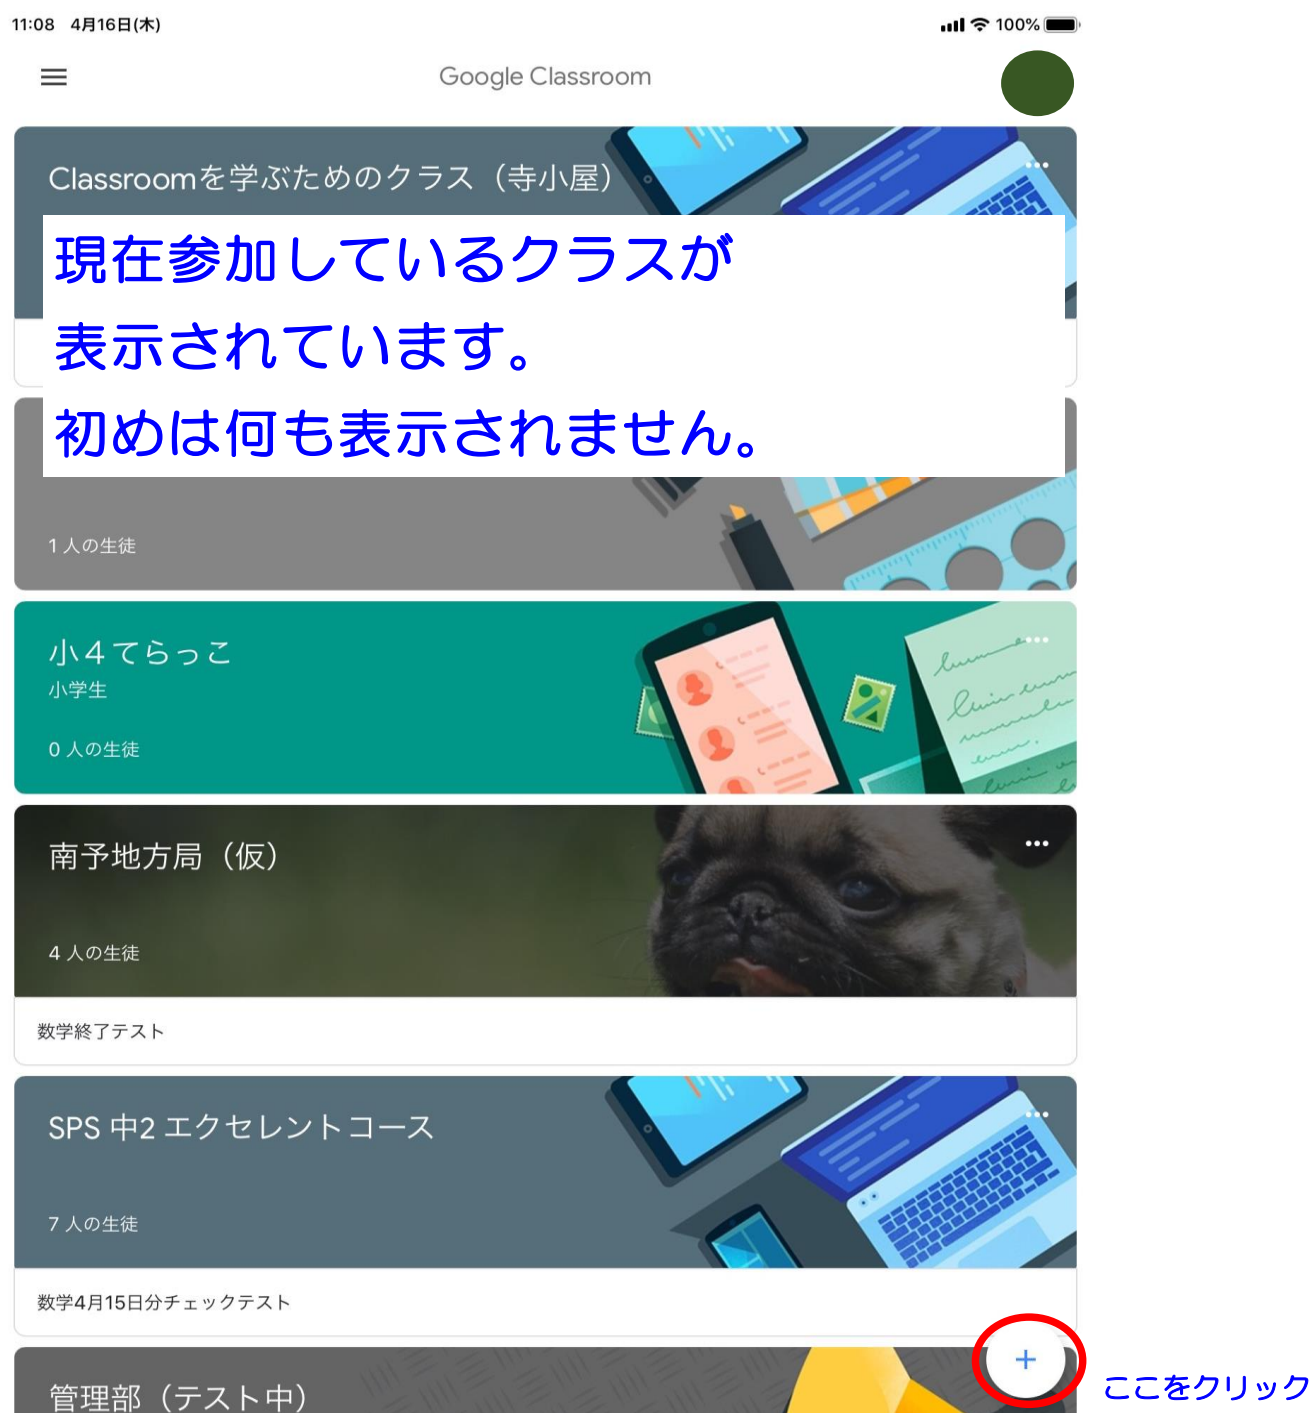 11:08 4月16日(木) 100%
Google Classroom
Classroomを学ぶためのクラス（寺小屋）
現在参加しているクラスが
表示されています。
初めは何も表示されません。
1 人の生徒
小４てらっこ
小学生
0 人の生徒
南予地方局（仮）
4 人の生徒
数学終了テスト
SPS 中2 エクセレントコース
7 人の生徒
数学4月15日分チェックテスト
+
ここをクリック
管理部（テスト中）